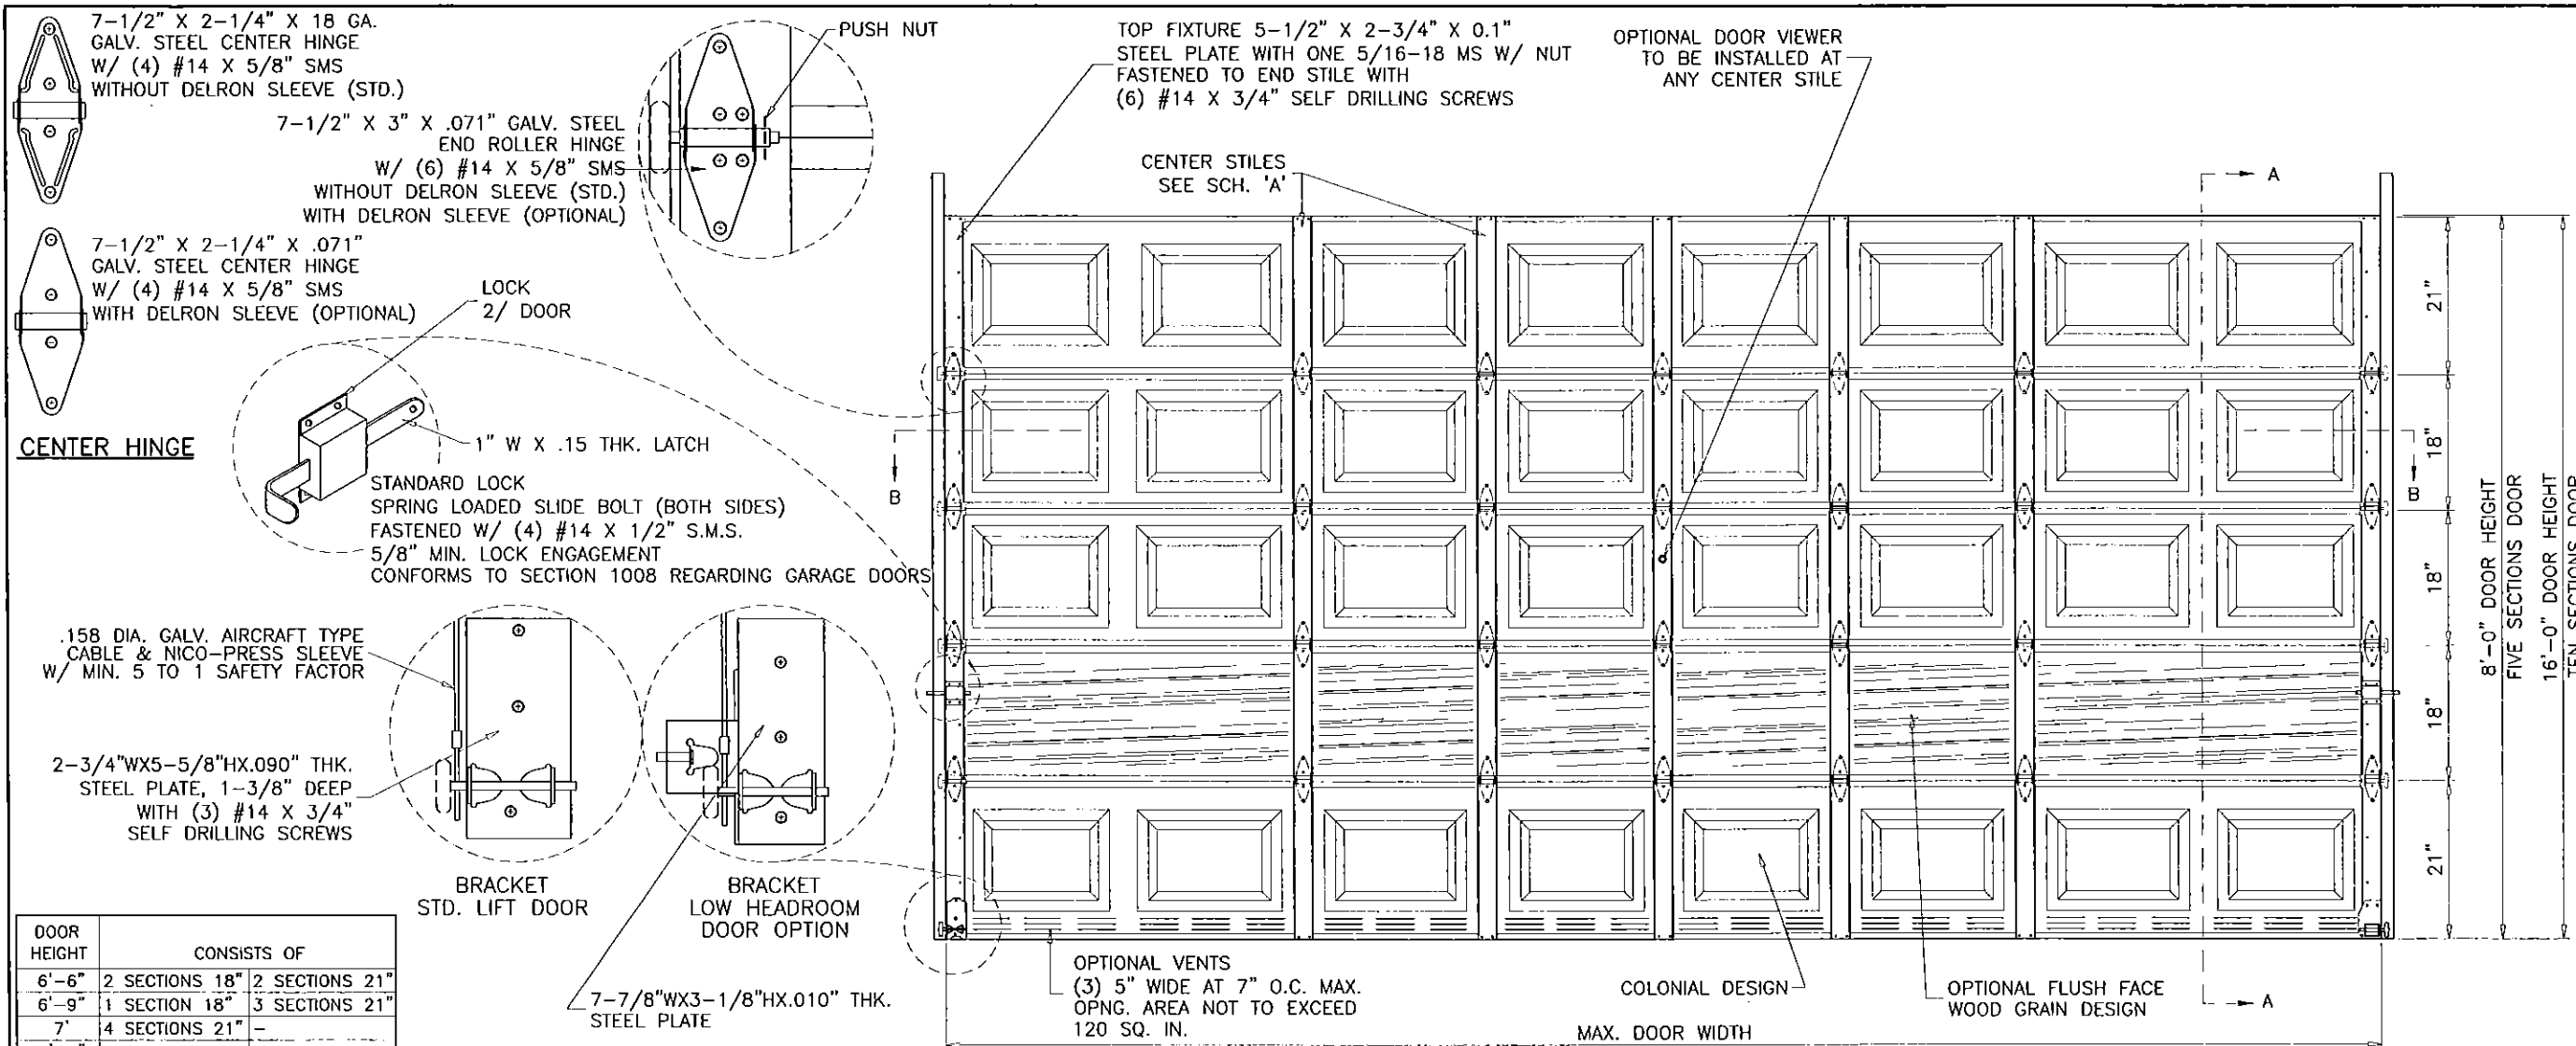 7-1/2" X 2-1/4" X 18 GA.
GALV. STEEL CENTER HINGE
W/ (4) #14 X 5/8" SMS
WITHOUT DELRON SLEEVE (STD.)
PUSH NUT
7-1/2" X 3" X .071" GALV. STEEL
END ROLLER HINGE
W/ (6) #14 X 5/8" SMS
WITHOUT DELRON SLEEVE (STD.)
WITH DELRON SLEEVE (OPTIONAL)
7-1/2" X 2-1/4" X .071"
GALV. STEEL CENTER HINGE
W/ (4) #14 X 5/8" SMS
WITH DELRON SLEEVE (OPTIONAL)
CENTER HINGE
LOCK
2/ DOOR
1" W X .15 THK. LATCH
STANDARD LOCK
SPRING LOADED SLIDE BOLT (BOTH SIDES)
FASTENED W/ (4) #14 X 1/2" S.M.S.
5/8" MIN. LOCK ENGAGEMENT
CONFORMS TO SECTION 1008 REGARDING GARAGE DOORS
.158 DIA. GALV. AIRCRAFT TYPE
CABLE & NICO-PRESS SLEEVE
W/ MIN. 5 TO 1 SAFETY FACTOR
2-3/4"WX5-5/8"HX.090" THK.
STEEL PLATE, 1-3/8" DEEP
WITH (3) #14 X 3/4"
SELF DRILLING SCREWS
BRACKET
STD. LIFT DOOR
BRACKET
LOW HEADROOM
DOOR OPTION
7-7/8"WX3-1/8"HX.010" THK.
STEEL PLATE
DOOR
HEIGHT
CONSISTS OF
6'-6" 2 SECTIONS 18" 2 SECTIONS 21"
6'-9" 1 SECTION 18" 3 SECTIONS 21"
7' 4 SECTIONS 21" -
TOP FIXTURE 5-1/2" X 2-3/4" X 0.1"
STEEL PLATE WITH ONE 5/16-18 MS W/ NUT
FASTENED TO END STILE WITH
(6) #14 X 3/4" SELF DRILLING SCREWS
OPTIONAL DOOR VIEWER
TO BE INSTALLED AT
ANY CENTER STILE
CENTER STILES
SEE SCH. 'A'
A
B
B
21"
18"
18"
18"
21"
8'-0" DOOR HEIGHT
FIVE SECTIONS DOOR
16'-0" DOOR HEIGHT
TEN SECTIONS DOOR
OPTIONAL VENTS
(3) 5" WIDE AT 7" O.C. MAX.
OPNG. AREA NOT TO EXCEED
120 SQ. IN.
COLONIAL DESIGN
OPTIONAL FLUSH FACE
WOOD GRAIN DESIGN
A
MAX. DOOR WIDTH